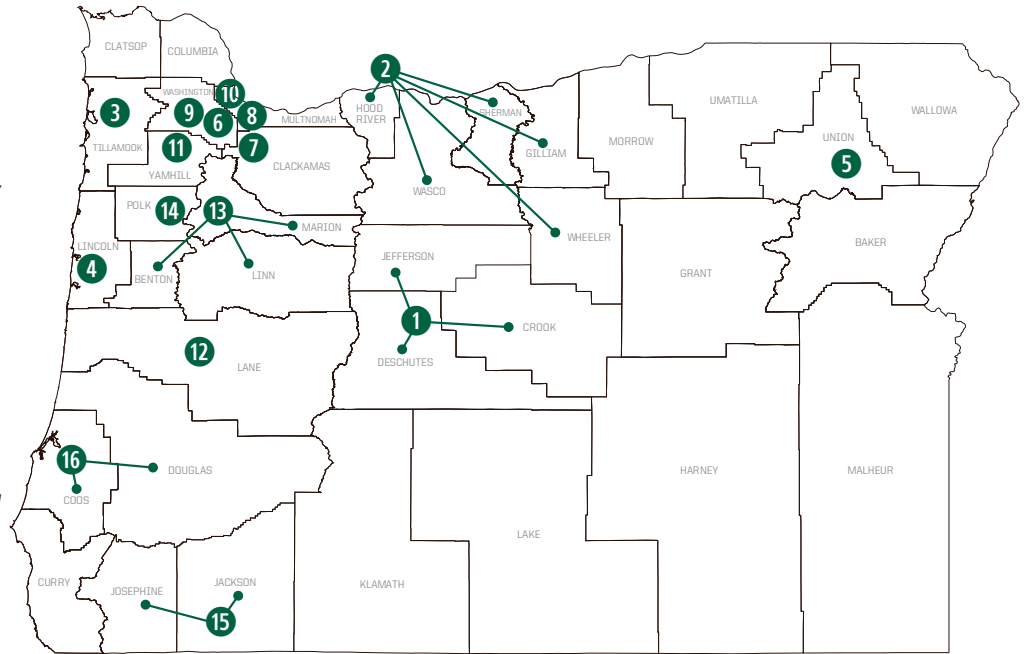 CLATSOP
COLUMBIA
2
WASHINGTON
10
3
9
6
8
HOOD
RIVER
SHERMAN
MULTNOMAH
UMATILLA
WALLOWA
TILLAMOOK
11
7
CLACKAMAS
GILLIAM
MORROW
UNION
5
YAMHILL
WASCO
POLK
14
13
MARION
WHEELER
BAKER
LINCOLN
4
BENTON
LINN
JEFFERSON
GRANT
1
CROOK
12
LANE
DESCHUTES
16
DOUGLAS
COOS
HARNEY
MALHEUR
LAKE
CURRY
JOSEPHINE
JACKSON
KLAMATH
15